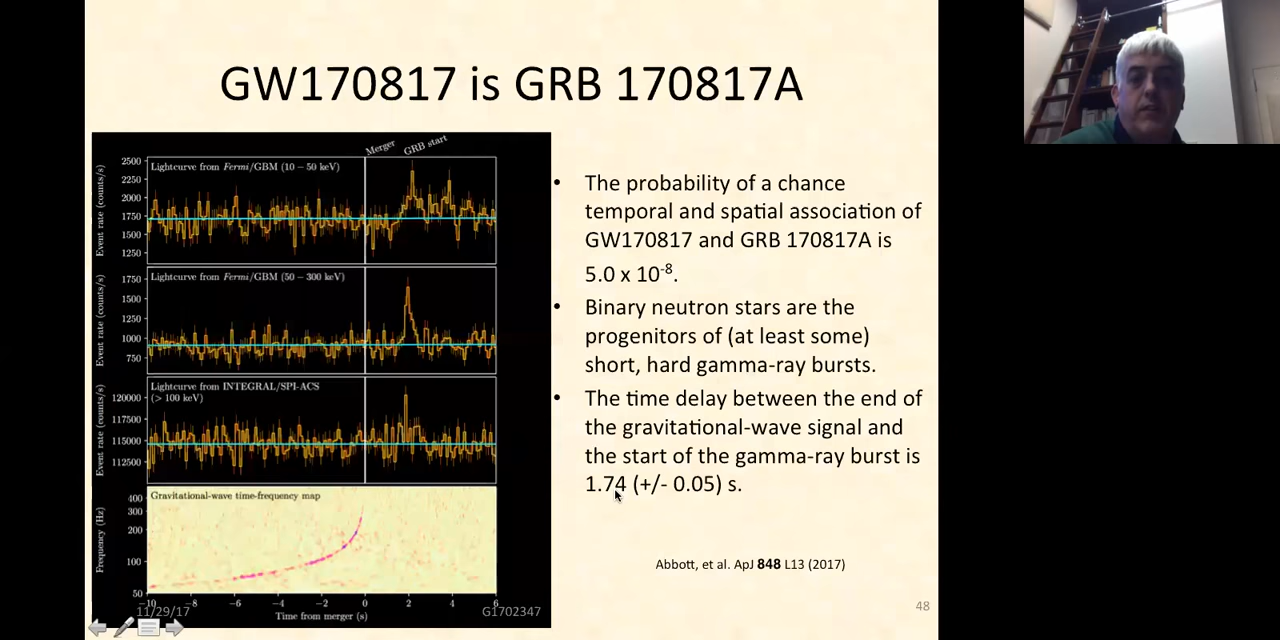 GW170817 is GRB 170817A
Merger
GRB start
Lightcurve from Fermi/GBM (10 − 50 keV)
Event rate (counts/s)
2500
2250
2000
1750
1500
1250
Lightcurve from Fermi/GBM (50 − 300 keV)
Event rate (counts/s)
1750
1500
1250
1000
750
Lightcurve from INTEGRAL/SPI-ACS
(> 100 keV)
Event rate (counts/s)
120000
117500
115000
112500
Gravitational-wave time-frequency map
Frequency (Hz)
400
300
200
100
50
-10 -8 -6 -4 -2 0 2 4 6
Time from merger (s)
11/29/17
G1702347
• The probability of a chance
temporal and spatial association of
GW170817 and GRB 170817A is
5.0 x 10-8.
• Binary neutron stars are the
progenitors of (at least some)
short, hard gamma-ray bursts.
• The time delay between the end of
the gravitational-wave signal and
the start of the gamma-ray burst is
1.74 (+/- 0.05) s.
Abbott, et al. ApJ 848 L13 (2017)
48